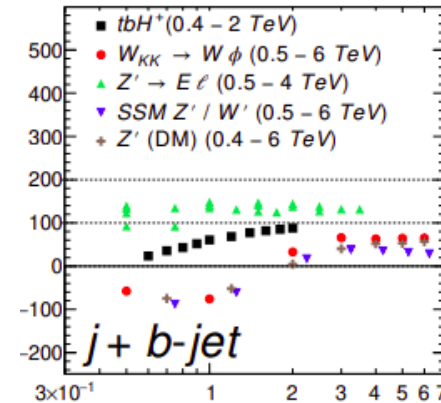 500
400
300
200
100
0
−100
−200
tbH⁺(0.4 − 2 TeV)
W_KK → W ϕ (0.5 − 6 TeV)
Z′ → E ℓ (0.5 − 4 TeV)
SSM Z′ / W′ (0.5 − 6 TeV)
Z′ (DM) (0.4 − 6 TeV)
j + b-jet
3×10⁻¹ 1 2 3 4 5 6 7